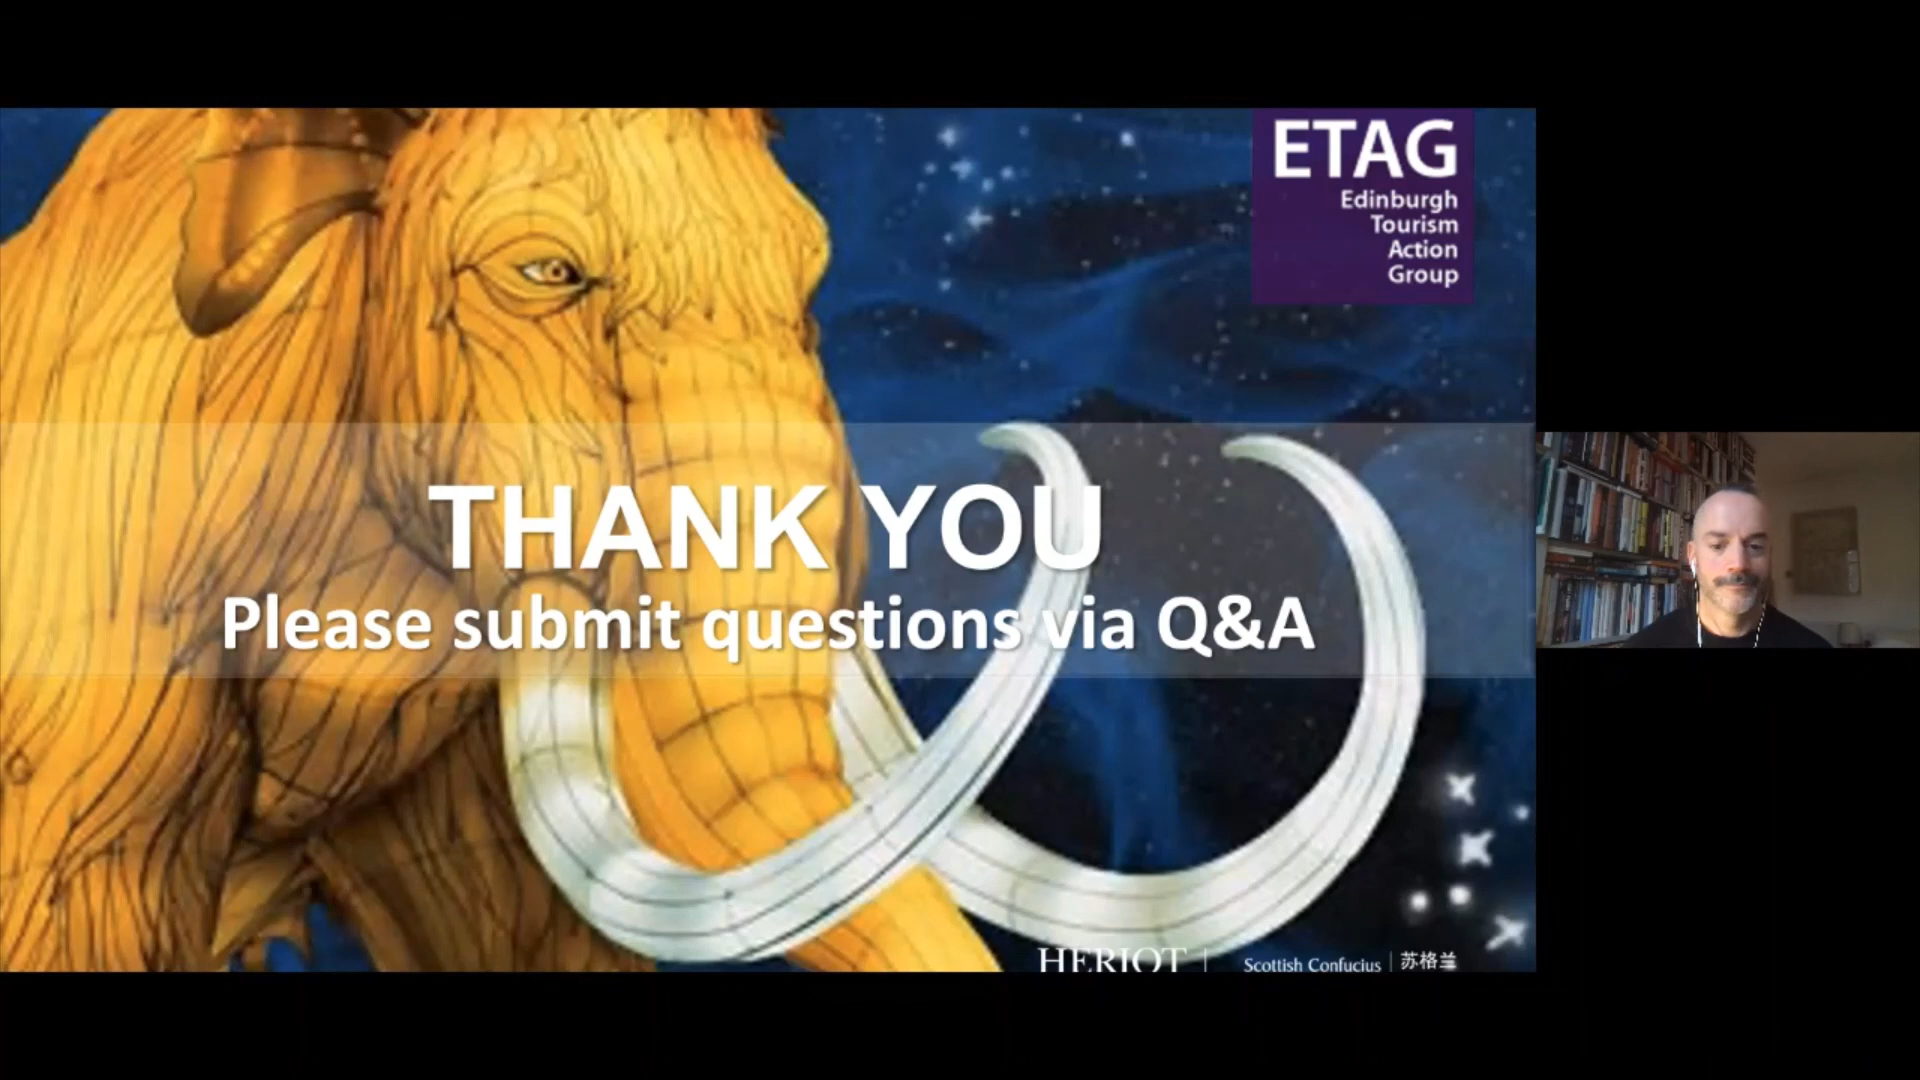 ETAG
Edinburgh
Tourism
Action
Group
THANK YOU
Please submit questions via Q&A
HERIOT
Scottish Confucius
苏格兰